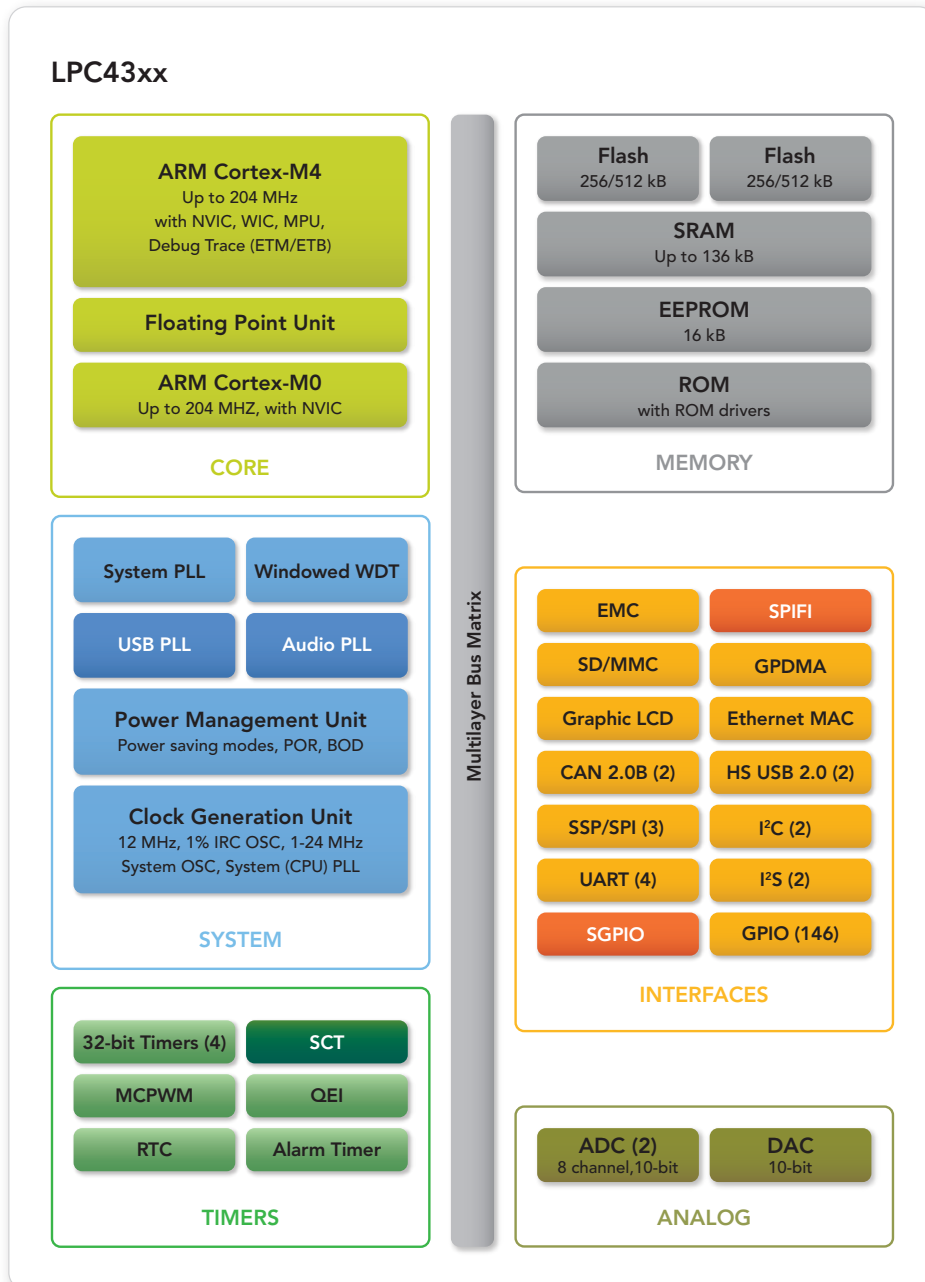 LPC43xx
ARM Cortex-M4
Up to 204 MHz
with NVIC, WIC, MPU,
Debug Trace (ETM/ETB)
Floating Point Unit
ARM Cortex-M0
Up to 204 MHZ, with NVIC
CORE
System PLL
Windowed WDT
USB PLL
Audio PLL
Power Management Unit
Power saving modes, POR, BOD
Clock Generation Unit
12 MHz, 1% IRC OSC, 1-24 MHz
System OSC, System (CPU) PLL
SYSTEM
32-bit Timers (4)
SCT
MCPWM
QEI
RTC
Alarm Timer
TIMERS
Multilayer Bus Matrix
Flash
256/512 kB
Flash
256/512 kB
SRAM
Up to 136 kB
EEPROM
16 kB
ROM
with ROM drivers
MEMORY
EMC
SPIFI
SD/MMC
GPDMA
Graphic LCD
Ethernet MAC
CAN 2.0B (2)
HS USB 2.0 (2)
SSP/SPI (3)
I²C (2)
UART (4)
I²S (2)
SGPIO
GPIO (146)
INTERFACES
ADC (2)
8 channel,10-bit
DAC
10-bit
ANALOG